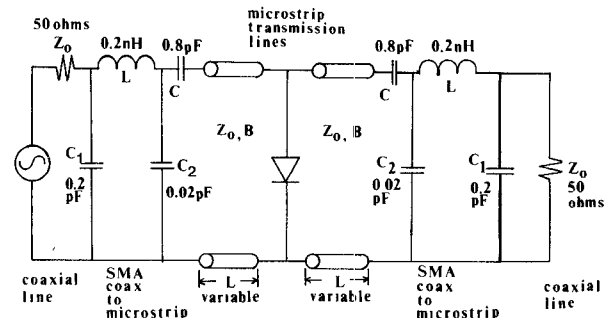 50 ohms
Zo
0.2nH
L
0.8pF
C
microstrip
transmission
lines
0.8pF
C
0.2nH
L
Zo, B
Zo, B
C1
0.2
pF
C2
0.02pF
C2
0 02
pF
C1
0.2
pF
Zo
50
ohms
coaxial
line
SMA
coax
to
microstrip
L
variable
L
variable
SMA
coax
to
microstrip
coaxial
line